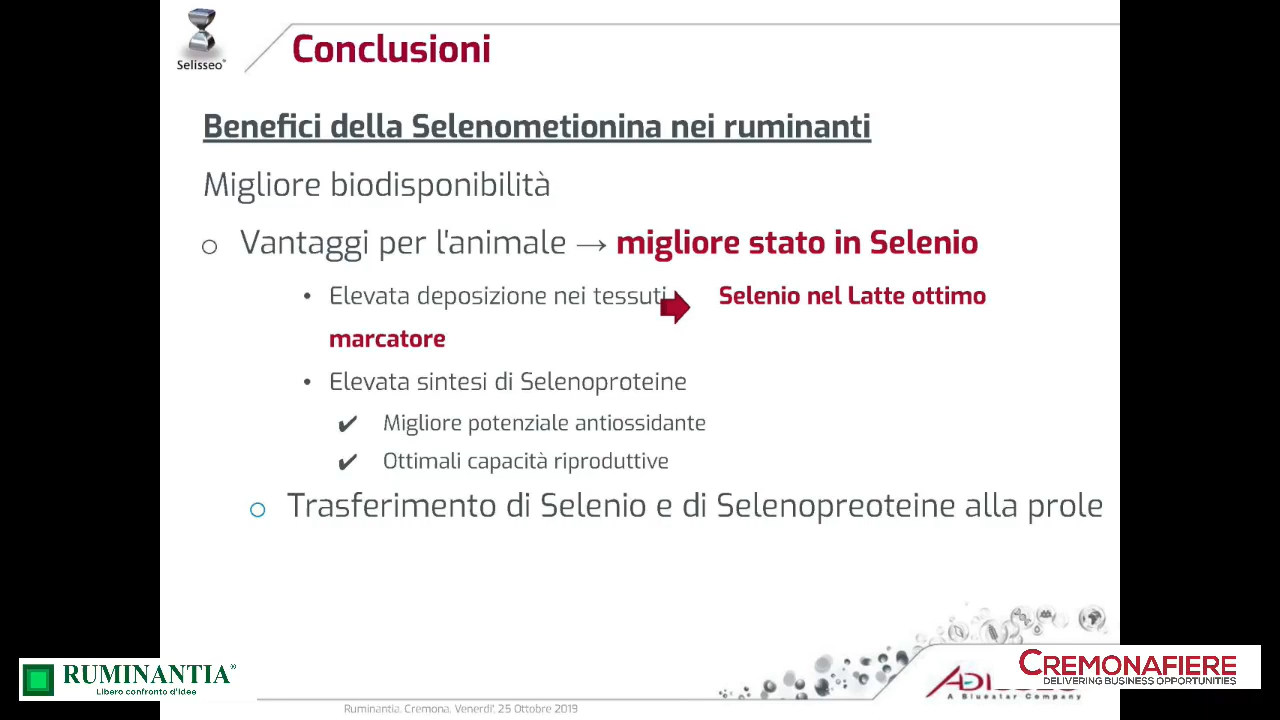 Selisseo®
Conclusioni
Benefici della Selenometionina nei ruminanti
Migliore biodisponibilità
o Vantaggi per l'animale → migliore stato in Selenio
• Elevata deposizione nei tessuti Selenio nel Latte ottimo
marcatore
• Elevata sintesi di Selenoproteine
✔ Migliore potenziale antiossidante
✔ Ottimali capacità riproduttive
o Trasferimento di Selenio e di Selenopreoteine alla prole
RUMINANTIA®
Libero confronto d'idee
CREMONAFIERE
DELIVERING BUSINESS OPPORTUNITIES
A Bluestar Company
Ruminantia. Cremona. Venerdi'. 25 Ottobre 2019